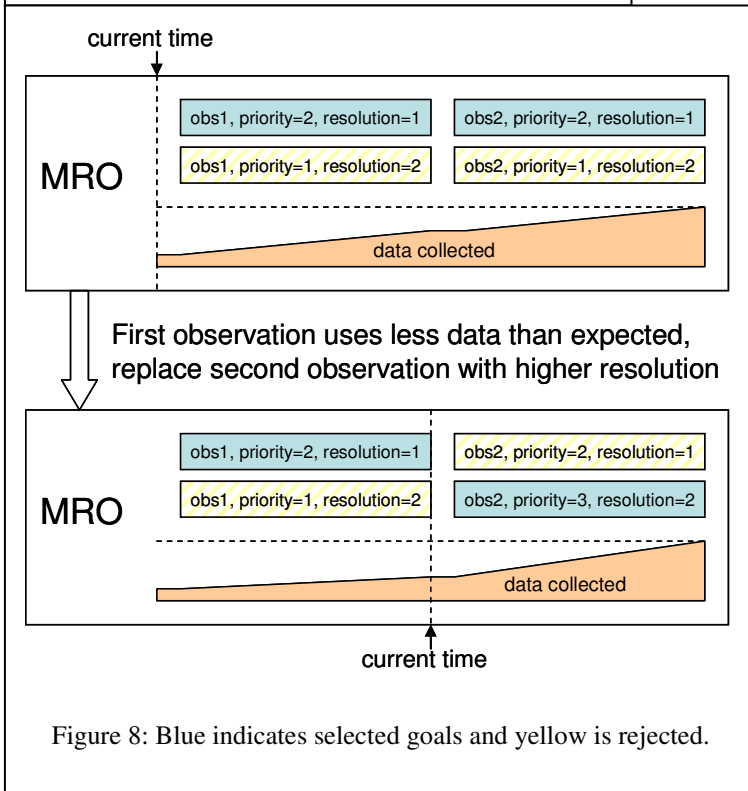 current time
MRO
obs1, priority=2, resolution=1
obs2, priority=2, resolution=1
obs1, priority=1, resolution=2
obs2, priority=1, resolution=2
data collected
First observation uses less data than expected,
replace second observation with higher resolution
MRO
obs1, priority=2, resolution=1
obs2, priority=2, resolution=1
obs1, priority=1, resolution=2
obs2, priority=3, resolution=2
data collected
current time
Figure 8: Blue indicates selected goals and yellow is rejected.